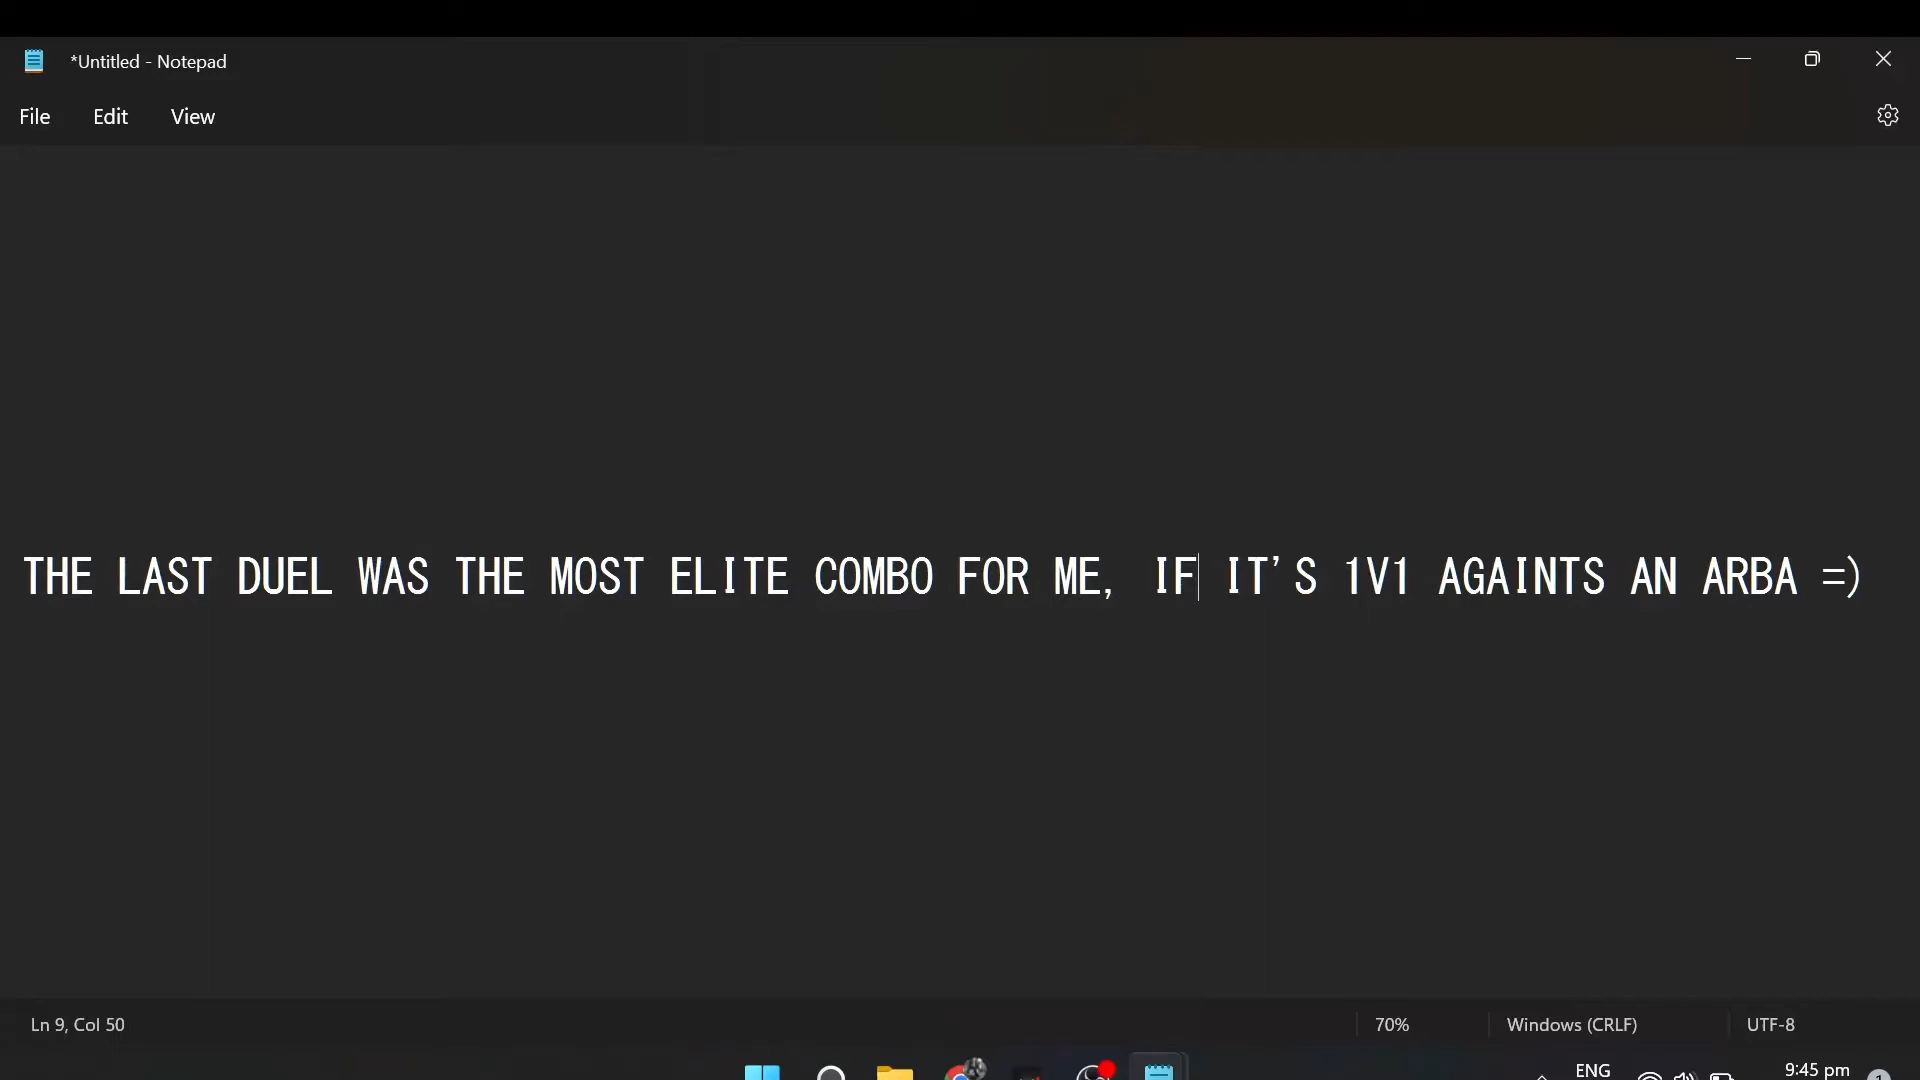 *Untitled - Notepad
File Edit View
THE LAST DUEL WAS THE MOST ELITE COMBO FOR ME, IF IT'S 1V1 AGAINTS AN ARBA =)
Ln 9, Col 50 70% Windows (CRLF) UTF-8
ENG 9:45 pm 1